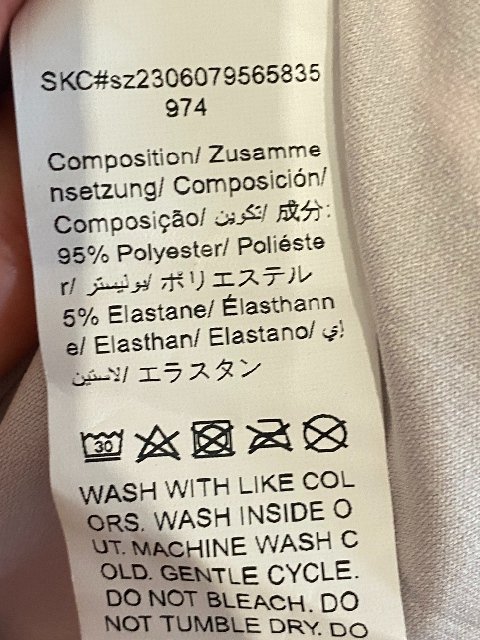 SKC#sz2306079565835
974
Composition/ Zusamme
nsetzung/ Composición/
Composição/ تكوين/ 成分:
95% Polyester/ Poliéste
r/ بوليستر/ ポリエステル
5% Elastane/ Élasthann
e/ Elasthan/ Elastano/ إي
لاستين/ エラスタン
30
WASH WITH LIKE COL
ORS. WASH INSIDE O
UT. MACHINE WASH C
OLD. GENTLE CYCLE.
DO NOT BLEACH. DO
NOT TUMBLE DRY. DO